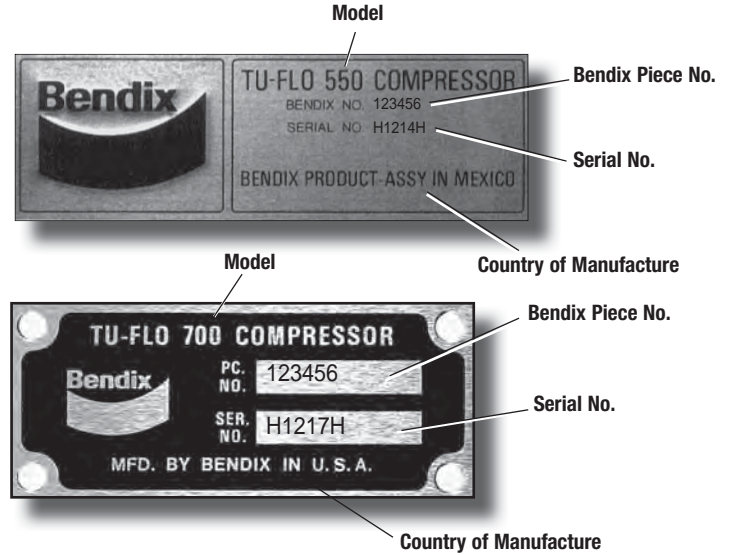 Model
Bendix
TU-FLO 550 COMPRESSOR
BENDIX NO. 123456
SERIAL NO. H1214H
BENDIX PRODUCT-ASSY IN MEXICO
Bendix Piece No.
Serial No.
Country of Manufacture
Model
TU-FLO 700 COMPRESSOR
Bendix
PC. NO. 123456
SER. NO. H1217H
MFD. BY BENDIX IN U.S.A.
Bendix Piece No.
Serial No.
Country of Manufacture